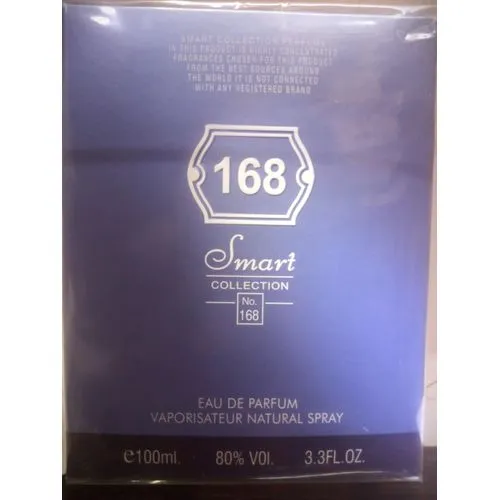 SMART COLLECTION PERFUME
IN THIS PRODUCT IS HIGHLY CONCENTRATED
FRAGRANCES CHOSEN FOR THIS PRODUCT
FROM THE BEST SOURCES AROUND
THE WORLD IT IS NOT CONNECTED
WITH ANY REGISTERED BRAND
168
Smart
COLLECTION
No.
168
EAU DE PARFUM
VAPORISATEUR NATURAL SPRAY
℮100ml. 80% VOl. 3.3FL.OZ.